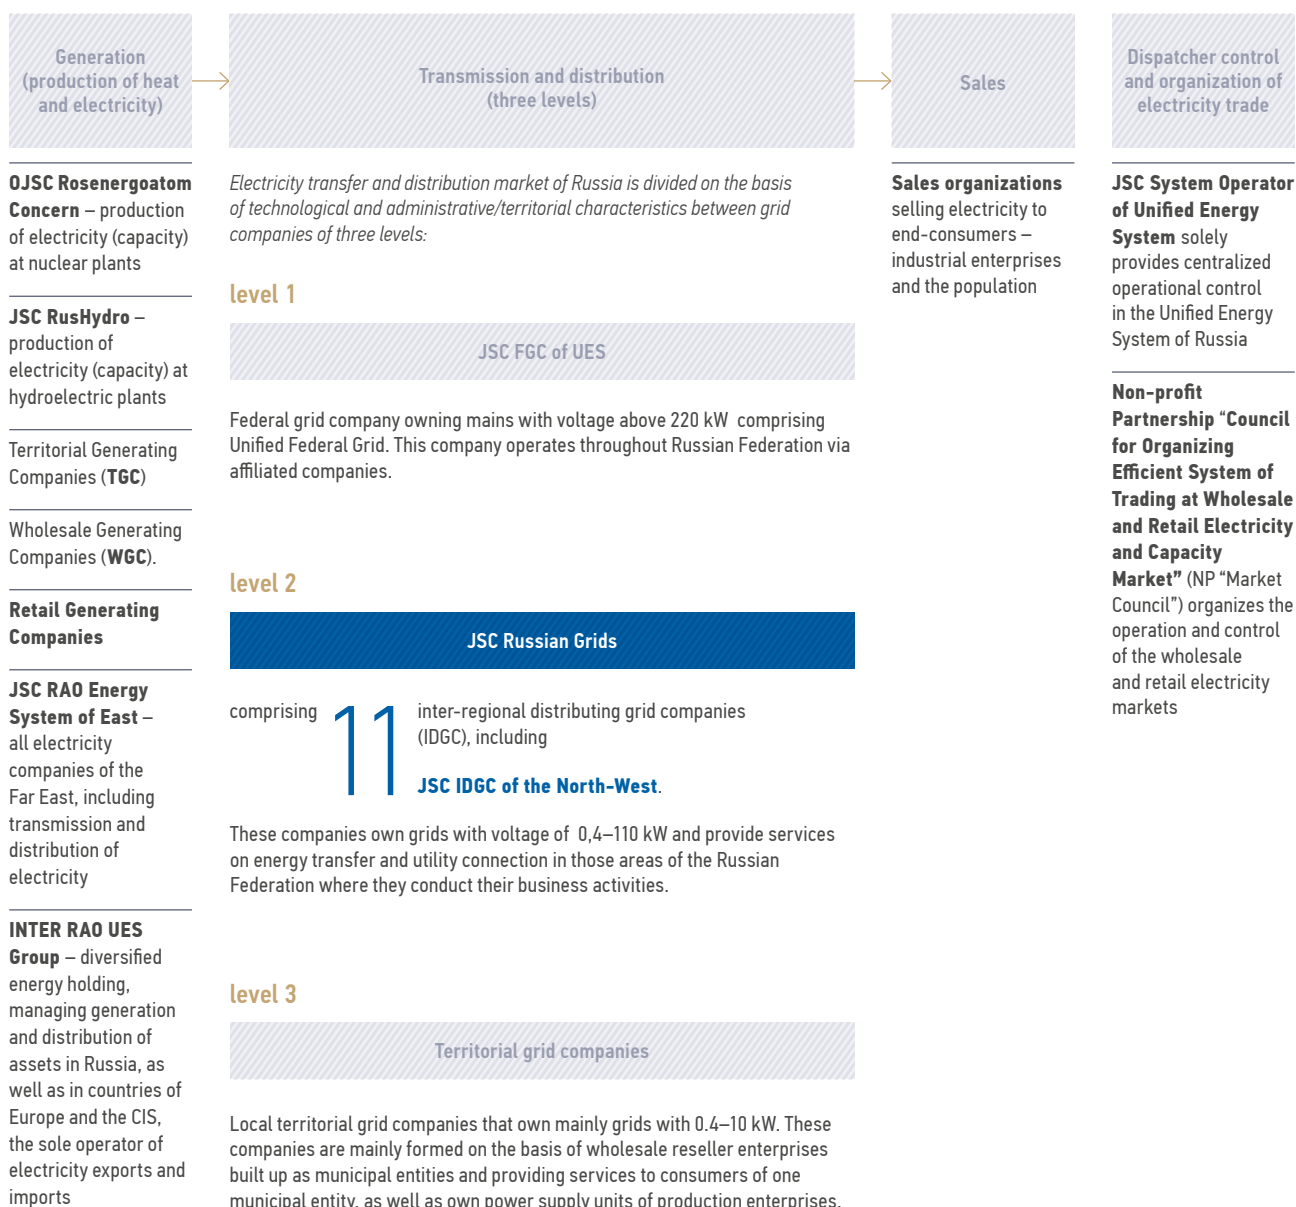 Generation
(production of heat
and electricity)
Transmission and distribution
(three levels)
Sales
Dispatcher control
and organization of
electricity trade
OJSC Rosenergoatom
Concern – production
of electricity (capacity)
at nuclear plants
JSC RusHydro –
production of
electricity (capacity) at
hydroelectric plants
Territorial Generating
Companies (TGC)
Wholesale Generating
Companies (WGC).
Retail Generating
Companies
JSC RAO Energy
System of East –
all electricity
companies of the
Far East, including
transmission and
distribution of
electricity
INTER RAO UES
Group – diversified
energy holding,
managing generation
and distribution of
assets in Russia, as
well as in countries of
Europe and the CIS,
the sole operator of
electricity exports and
imports
Electricity transfer and distribution market of Russia is divided on the basis
of technological and administrative/territorial characteristics between grid
companies of three levels:
level 1
JSC FGC of UES
Federal grid company owning mains with voltage above 220 kW comprising
Unified Federal Grid. This company operates throughout Russian Federation via
affiliated companies.
level 2
JSC Russian Grids
comprising 11 inter-regional distributing grid companies
(IDGC), including
JSC IDGC of the North-West.
These companies own grids with voltage of 0,4–110 kW and provide services
on energy transfer and utility connection in those areas of the Russian
Federation where they conduct their business activities.
level 3
Territorial grid companies
Local territorial grid companies that own mainly grids with 0.4–10 kW. These
companies are mainly formed on the basis of wholesale reseller enterprises
built up as municipal entities and providing services to consumers of one
municipal entity, as well as own power supply units of production enterprises.
Sales organizations
selling electricity to
end-consumers –
industrial enterprises
and the population
JSC System Operator
of Unified Energy
System solely
provides centralized
operational control
in the Unified Energy
System of Russia
Non-profit
Partnership “Council
for Organizing
Efficient System of
Trading at Wholesale
and Retail Electricity
and Capacity
Market” (NP “Market
Council”) organizes the
operation and control
of the wholesale
and retail electricity
markets